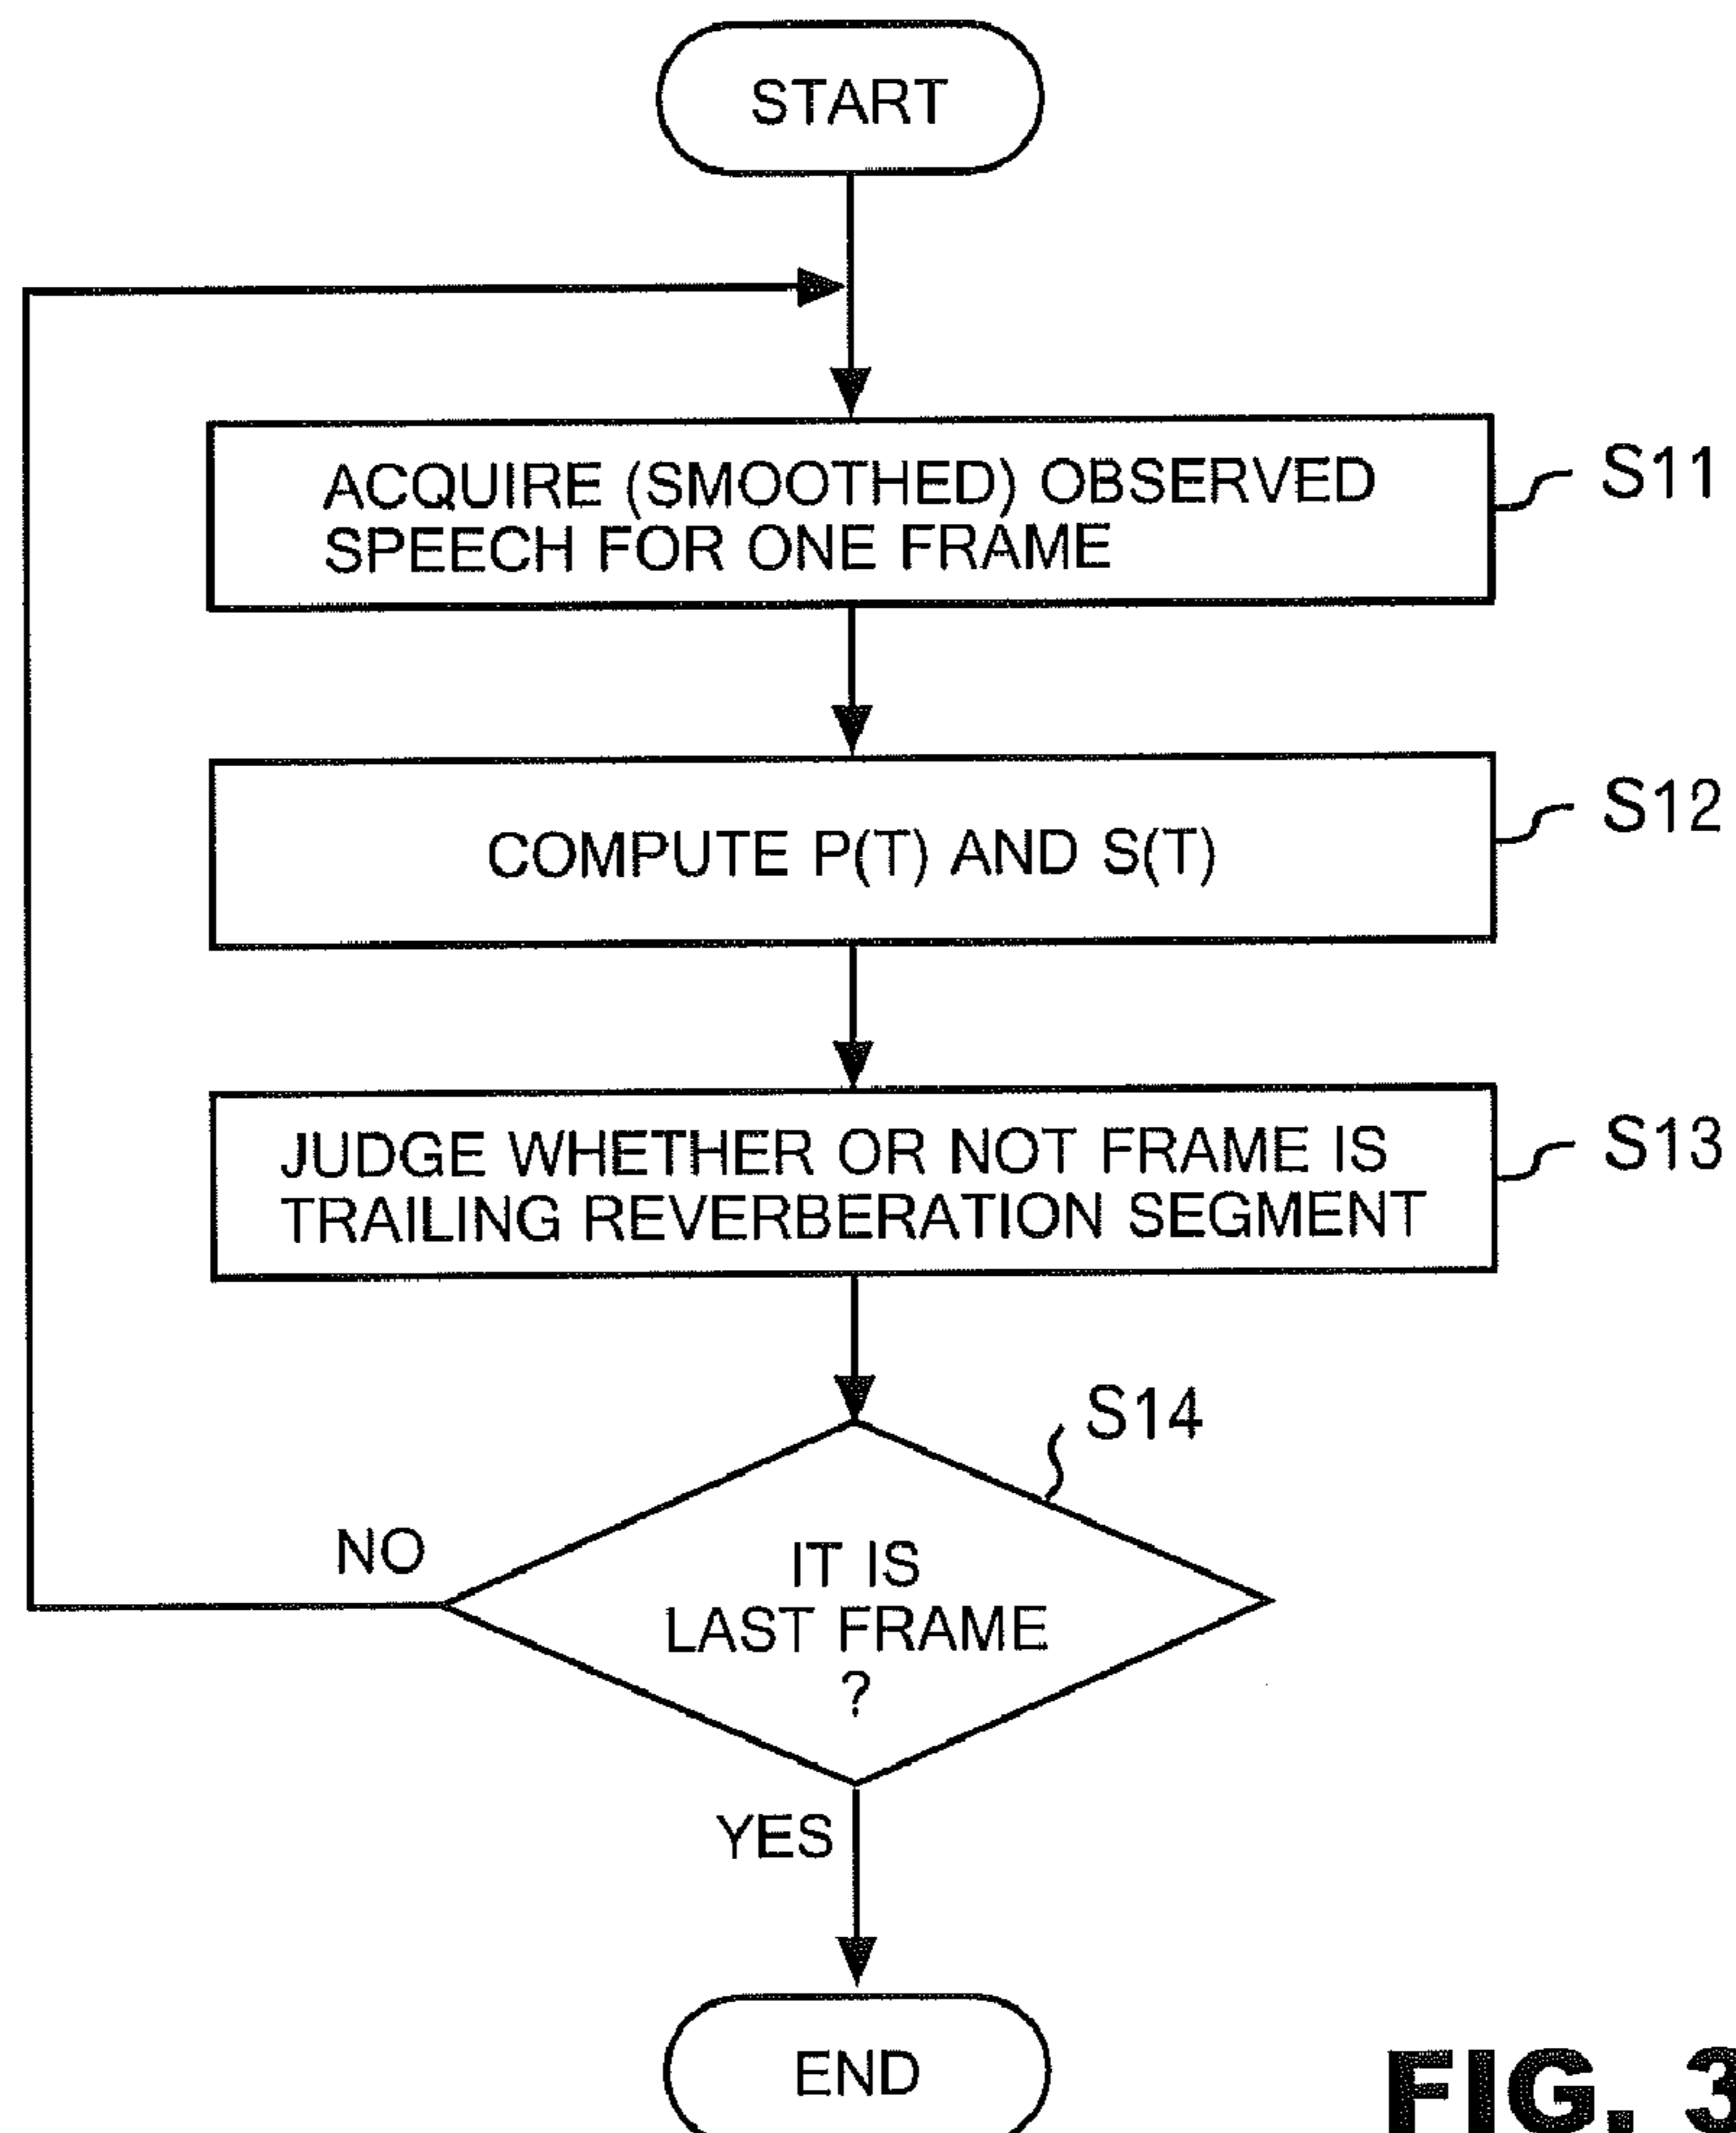 START
ACQUIRE (SMOOTHED) OBSERVED
SPEECH FOR ONE FRAME
S11
COMPUTE P(T) AND S(T)
S12
JUDGE WHETHER OR NOT FRAME IS
TRAILING REVERBERATION SEGMENT
S13
S14
IT IS
LAST FRAME
?
NO
YES
END
FIG. 3